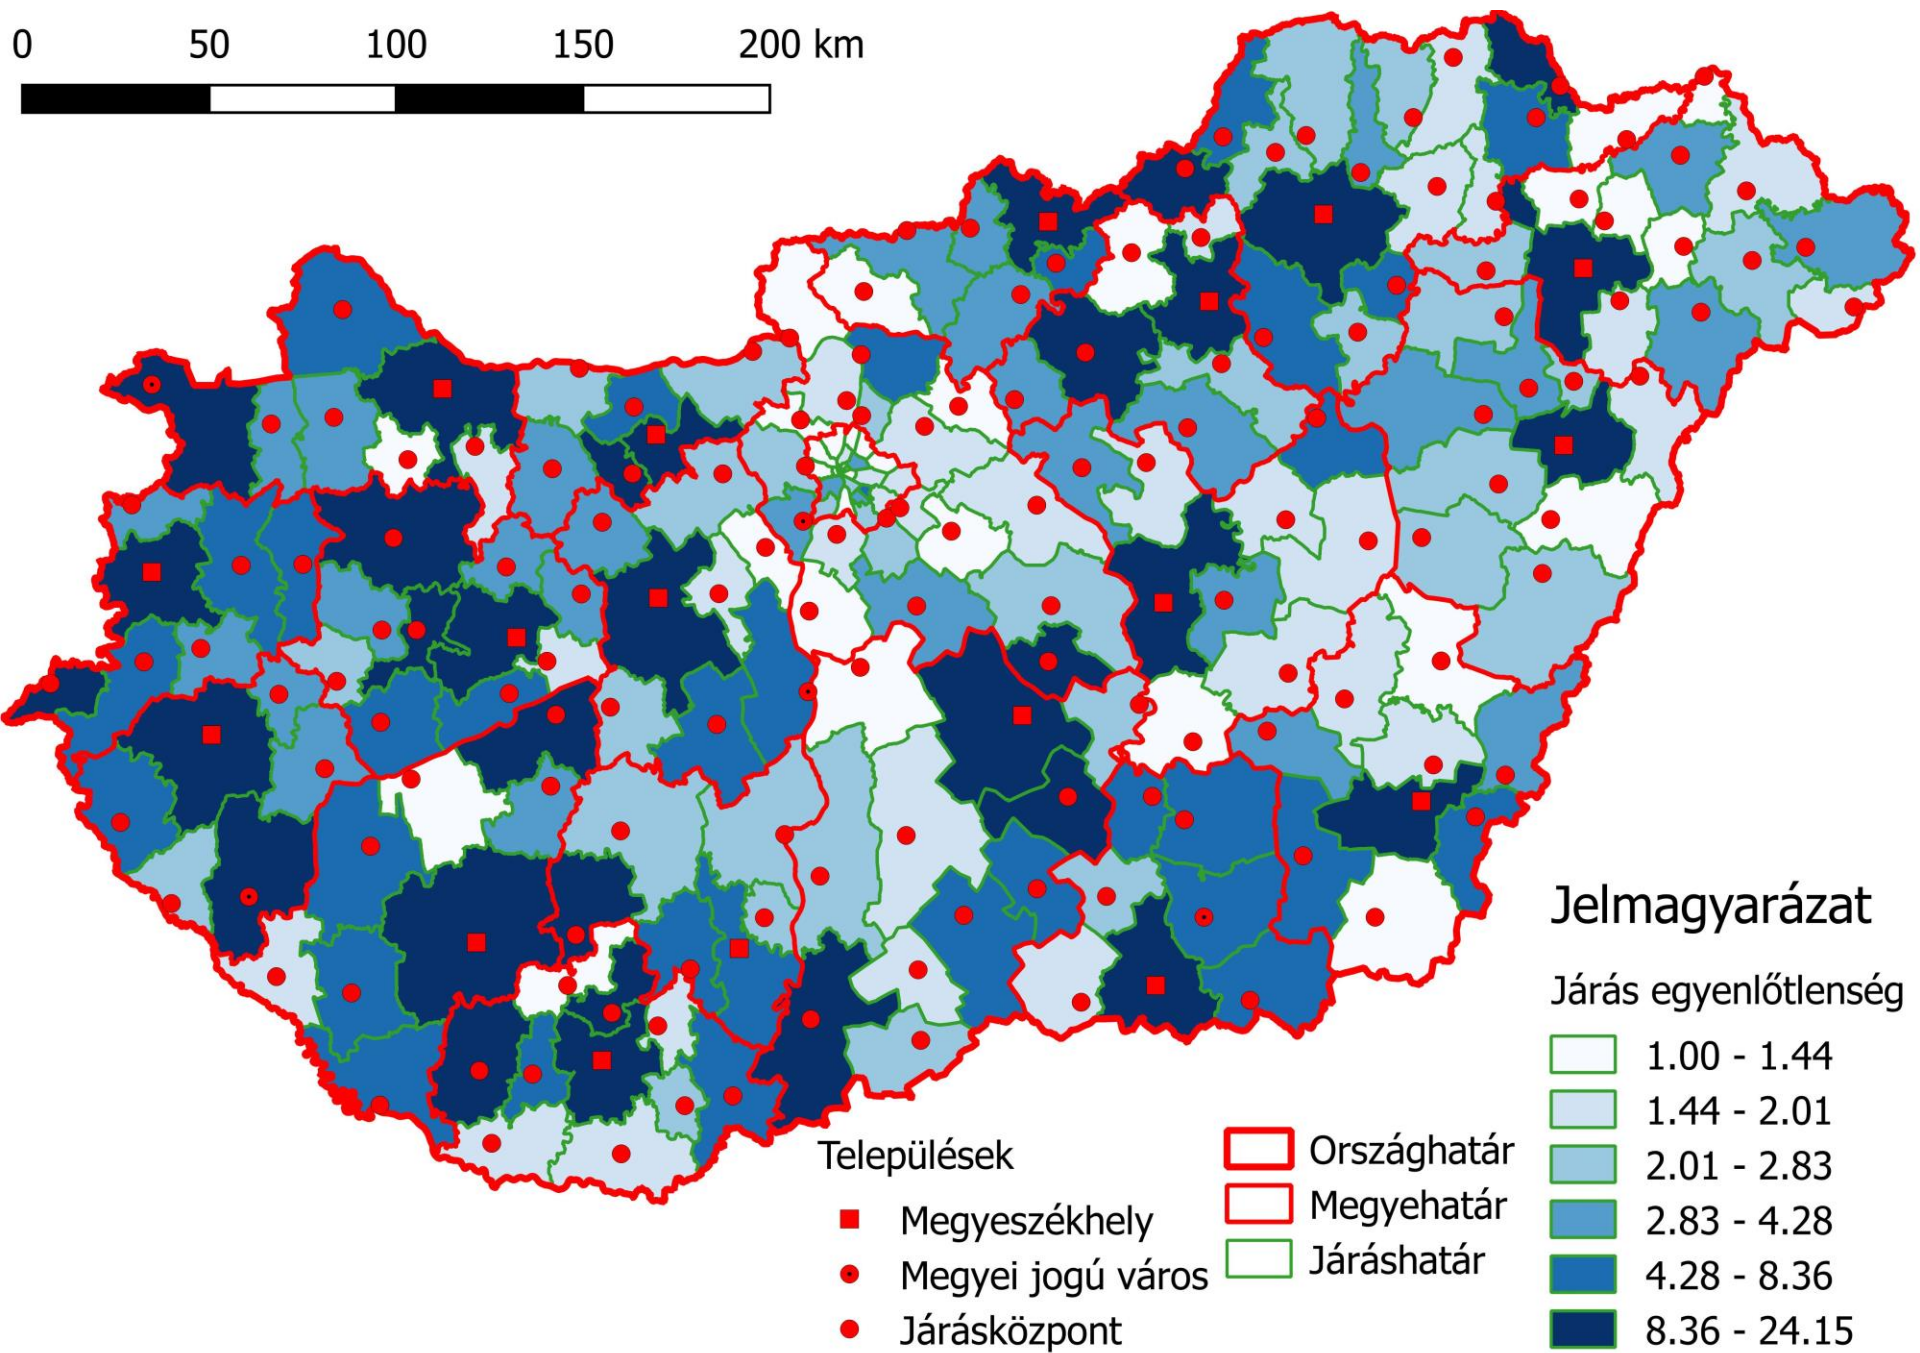 0 50 100 150 200 km
Jelmagyarázat
Járás egyenlőtlenség
1.00 - 1.44
1.44 - 2.01
2.01 - 2.83
2.83 - 4.28
4.28 - 8.36
8.36 - 24.15
Települések
Megyeszékhely
Megyei jogú város
Járásközpont
Országhatár
Megyehatár
Járáshatár